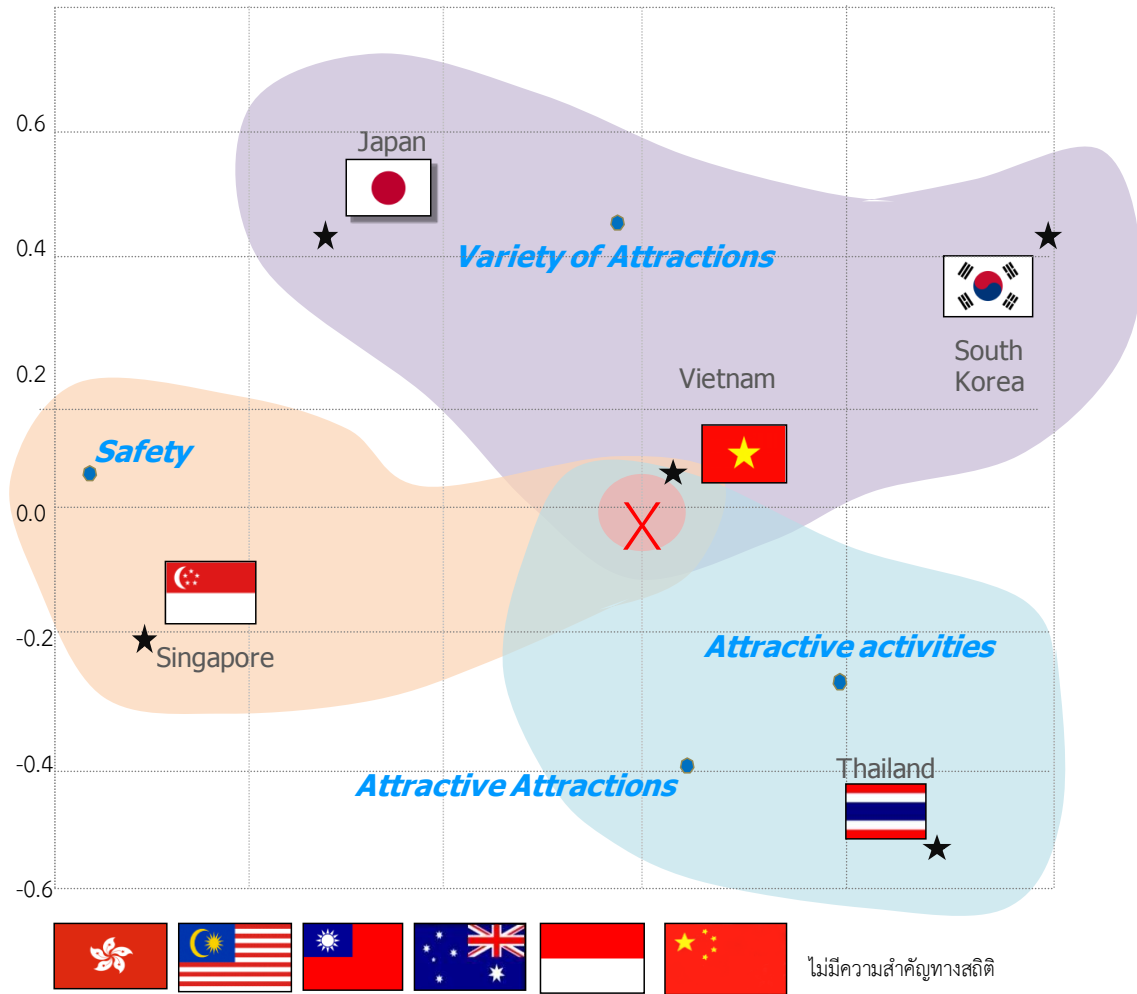 0.6
Japan
0.4
Variety of Attractions
South
Korea
0.2
Vietnam
Safety
0.0
X
-0.2
Singapore
Attractive activities
-0.4
Thailand
Attractive Attractions
-0.6
ไม่มีความสำคัญทางสถิติ